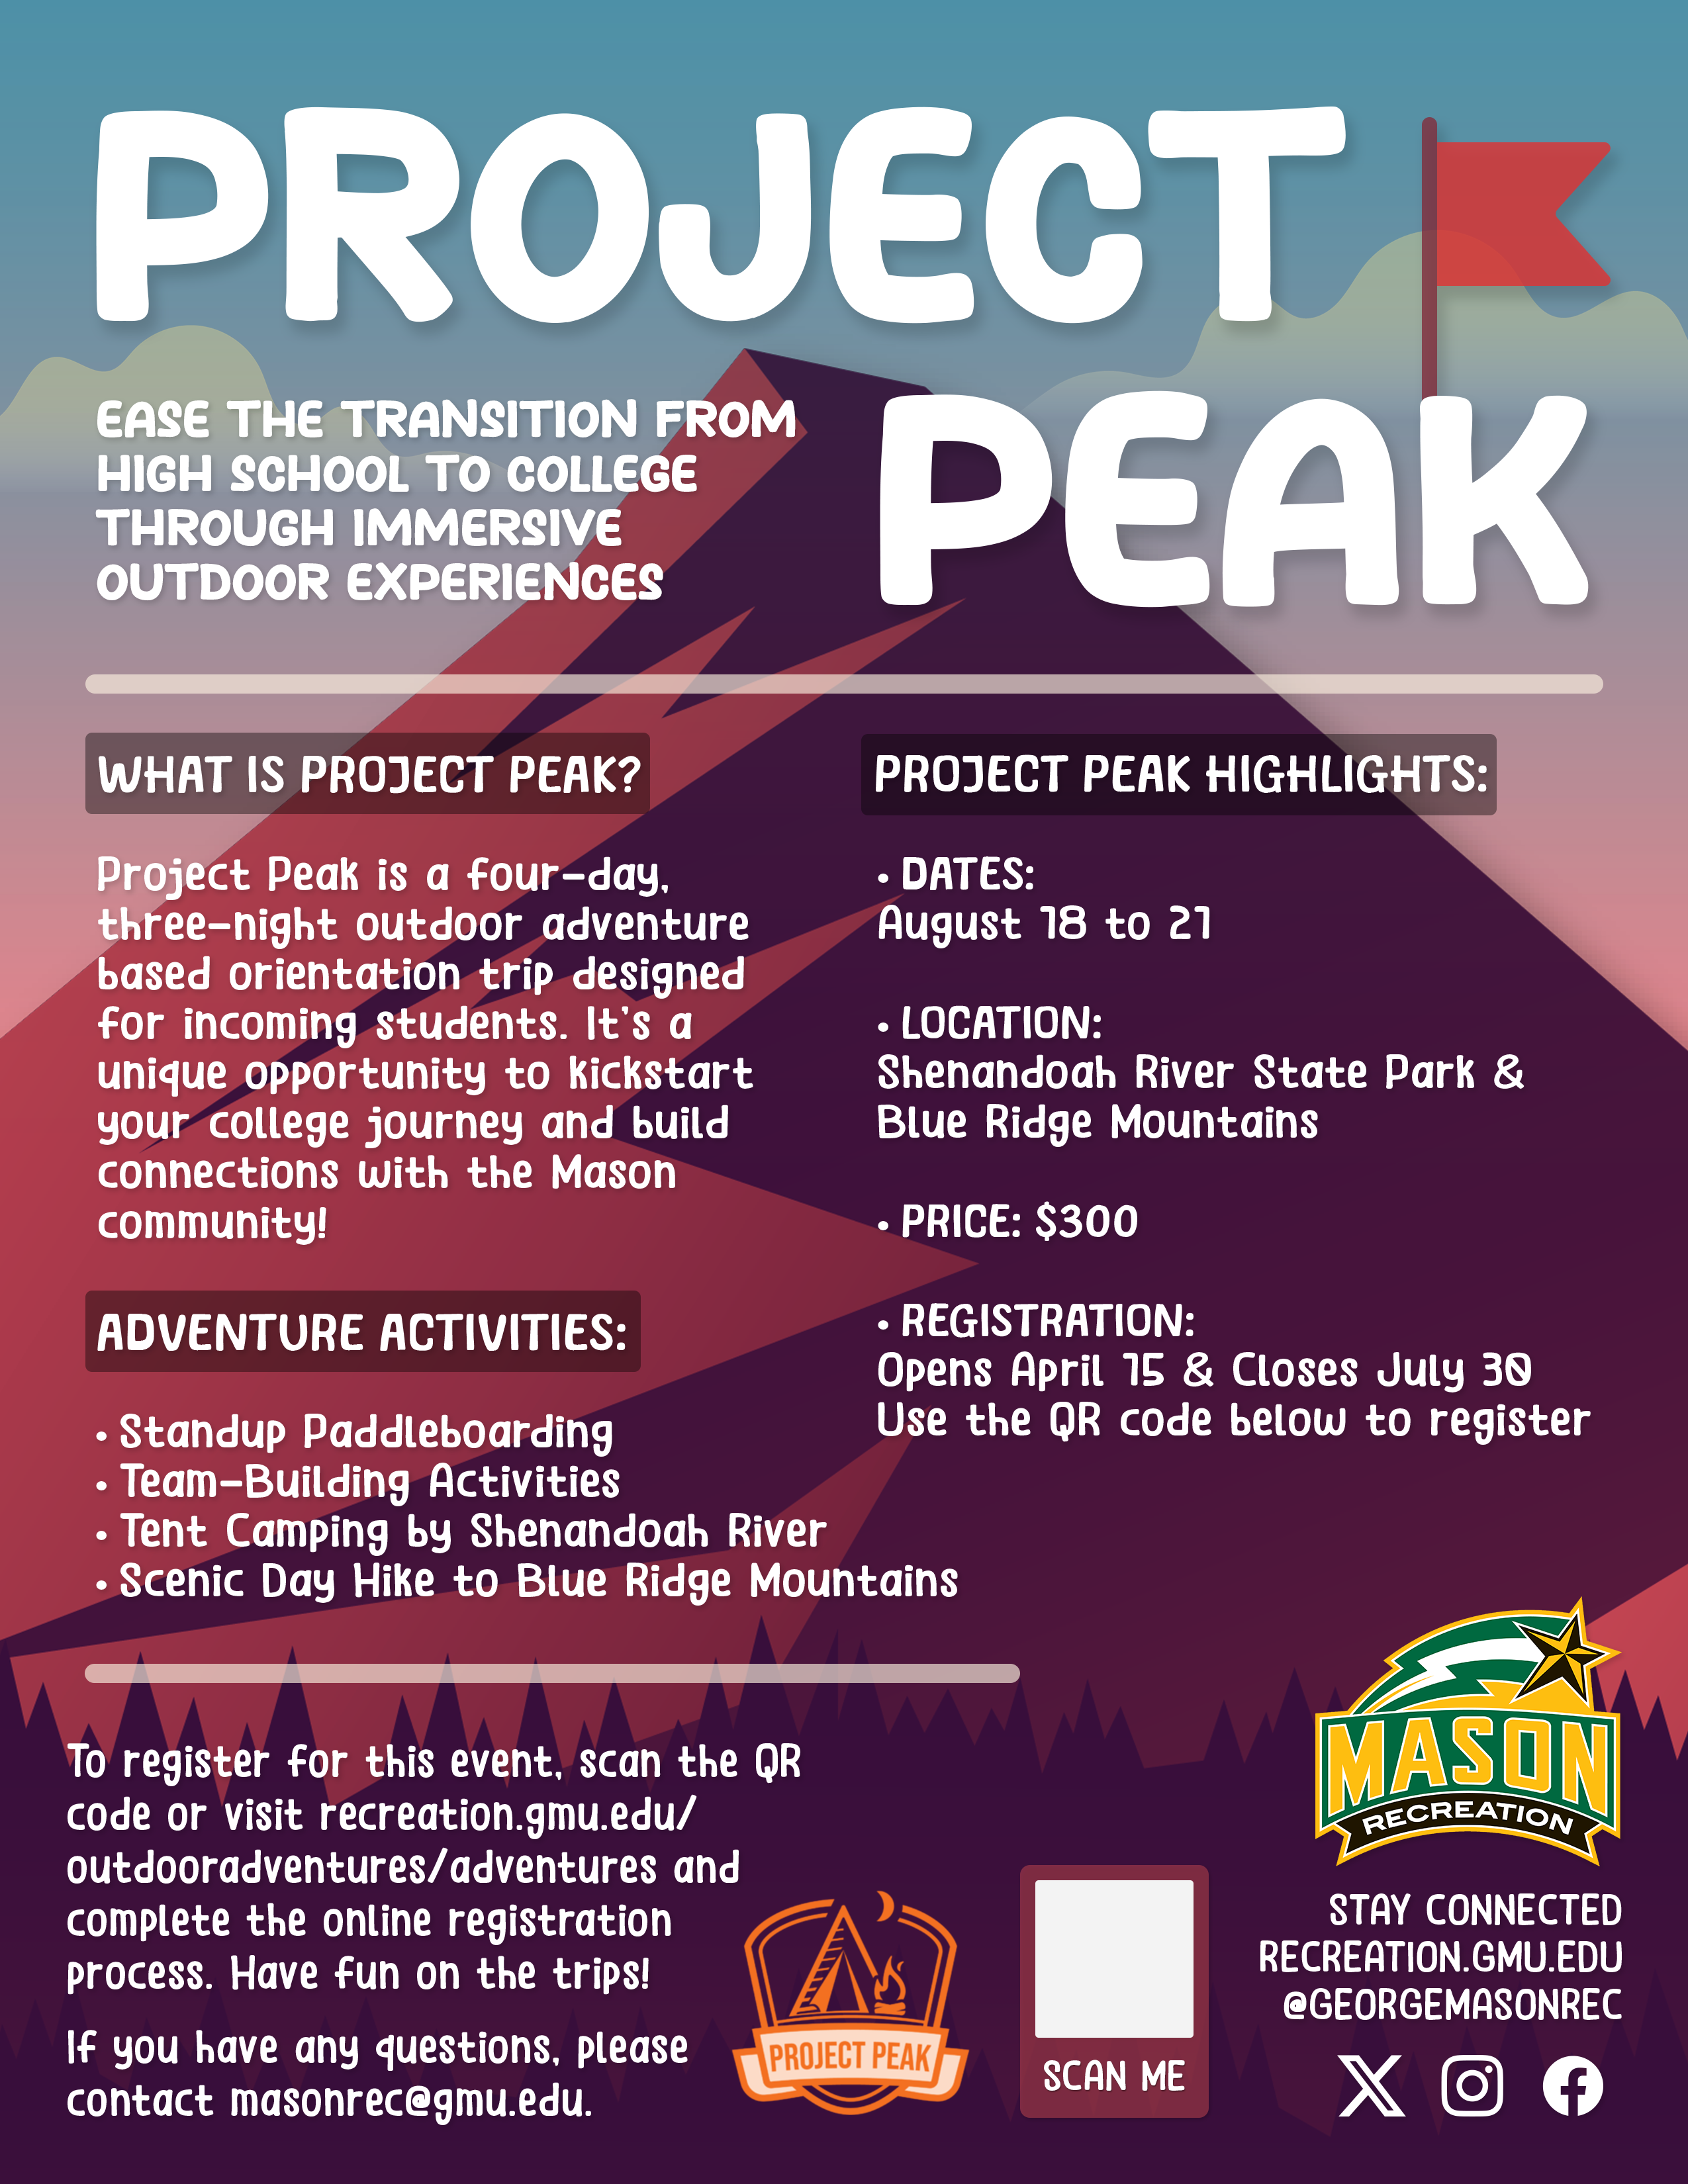 PROJECT
PEAK
EASE THE TRANSITION FROM
HIGH SCHOOL TO COLLEGE
THROUGH IMMERSIVE
OUTDOOR EXPERIENCES
WHAT IS PROJECT PEAK?
Project Peak is a four-day,
three-night outdoor adventure
based orientation trip designed
for incoming students. It's a
unique opportunity to kickstart
your college journey and build
connections with the Mason
community!
ADVENTURE ACTIVITIES:
• Standup Paddleboarding
• Team-Building Activities
• Tent Camping by Shenandoah River
• Scenic Day Hike to Blue Ridge Mountains
PROJECT PEAK HIGHLIGHTS:
• DATES:
August 18 to 21
• LOCATION:
Shenandoah River State Park &
Blue Ridge Mountains
• PRICE: $300
• REGISTRATION:
Opens April 15 & Closes July 30
Use the QR code below to register
To register for this event, scan the QR
code or visit recreation.gmu.edu/
outdooradventures/adventures and
complete the online registration
process. Have fun on the trips!
If you have any questions, please
contact masonrec@gmu.edu.
PROJECT PEAK
SCAN ME
MASON
RECREATION
STAY CONNECTED
RECREATION.GMU.EDU
@GEORGEMASONREC